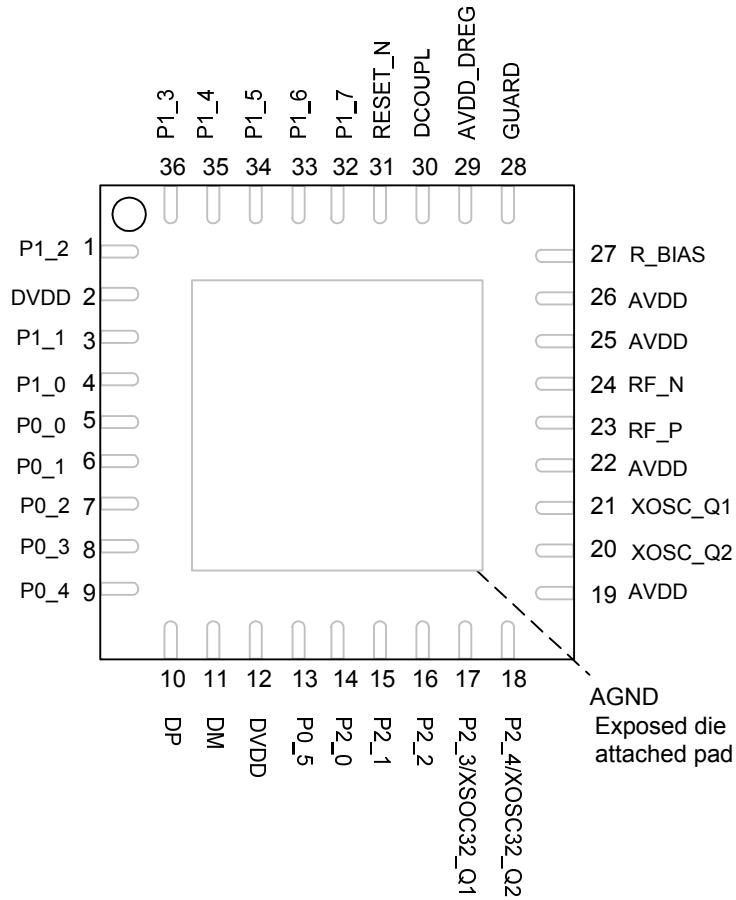 P1_3
P1_4
P1_5
P1_6
P1_7
RESET_N
DCOUPL
AVDD_DREG
GUARD
36 35 34 33 32 31 30 29 28
P1_2 1
DVDD 2
P1_1 3
P1_0 4
P0_0 5
P0_1 6
P0_2 7
P0_3 8
P0_4 9
27 R_BIAS
26 AVDD
25 AVDD
24 RF_N
23 RF_P
22 AVDD
21 XOSC_Q1
20 XOSC_Q2
19 AVDD
10 11 12 13 14 15 16 17 18
DP
DM
DVDD
P0_5
P2_0
P2_1
P2_2
P2_3/XSOC32_Q1
P2_4/XOSC32_Q2
AGND
Exposed die
attached pad